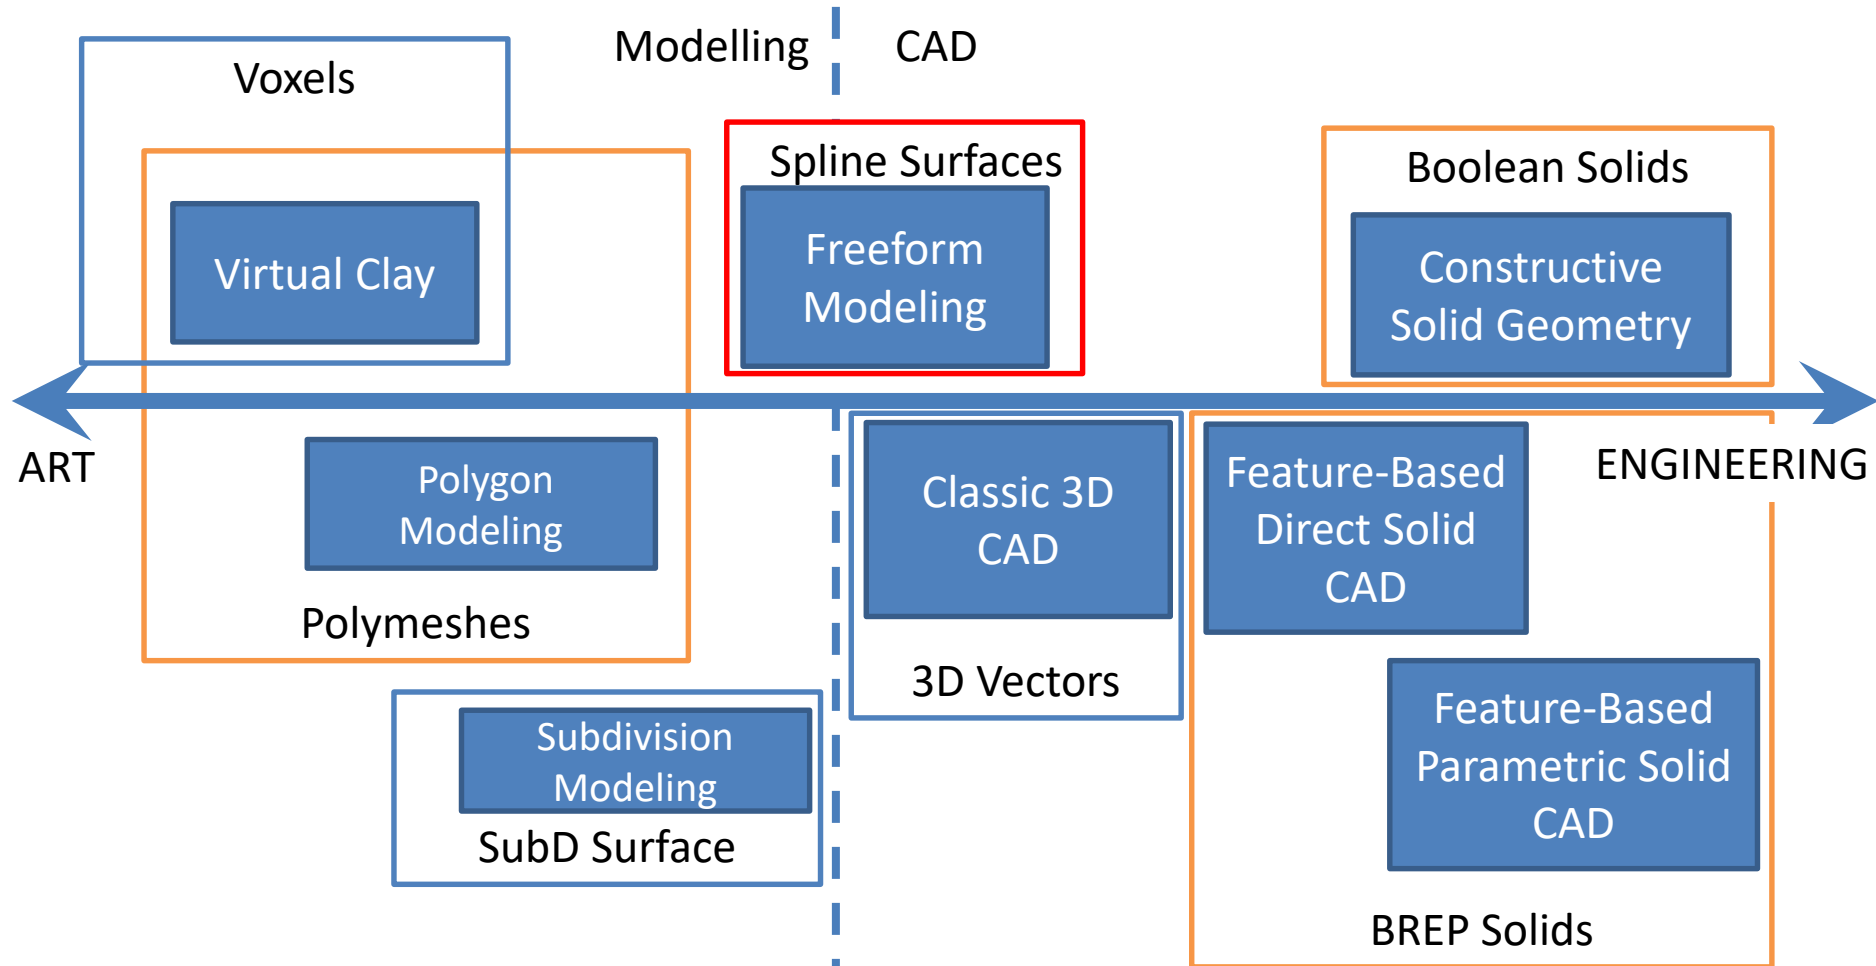 Modelling
CAD
Voxels
Spline Surfaces
Boolean Solids
Virtual Clay
Freeform
Modeling
Constructive
Solid Geometry
ART
ENGINEERING
Polygon
Modeling
Polymeshes
Classic 3D
CAD
3D Vectors
Feature-Based
Direct Solid
CAD
Subdivision
Modeling
SubD Surface
Feature-Based
Parametric Solid
CAD
BREP Solids